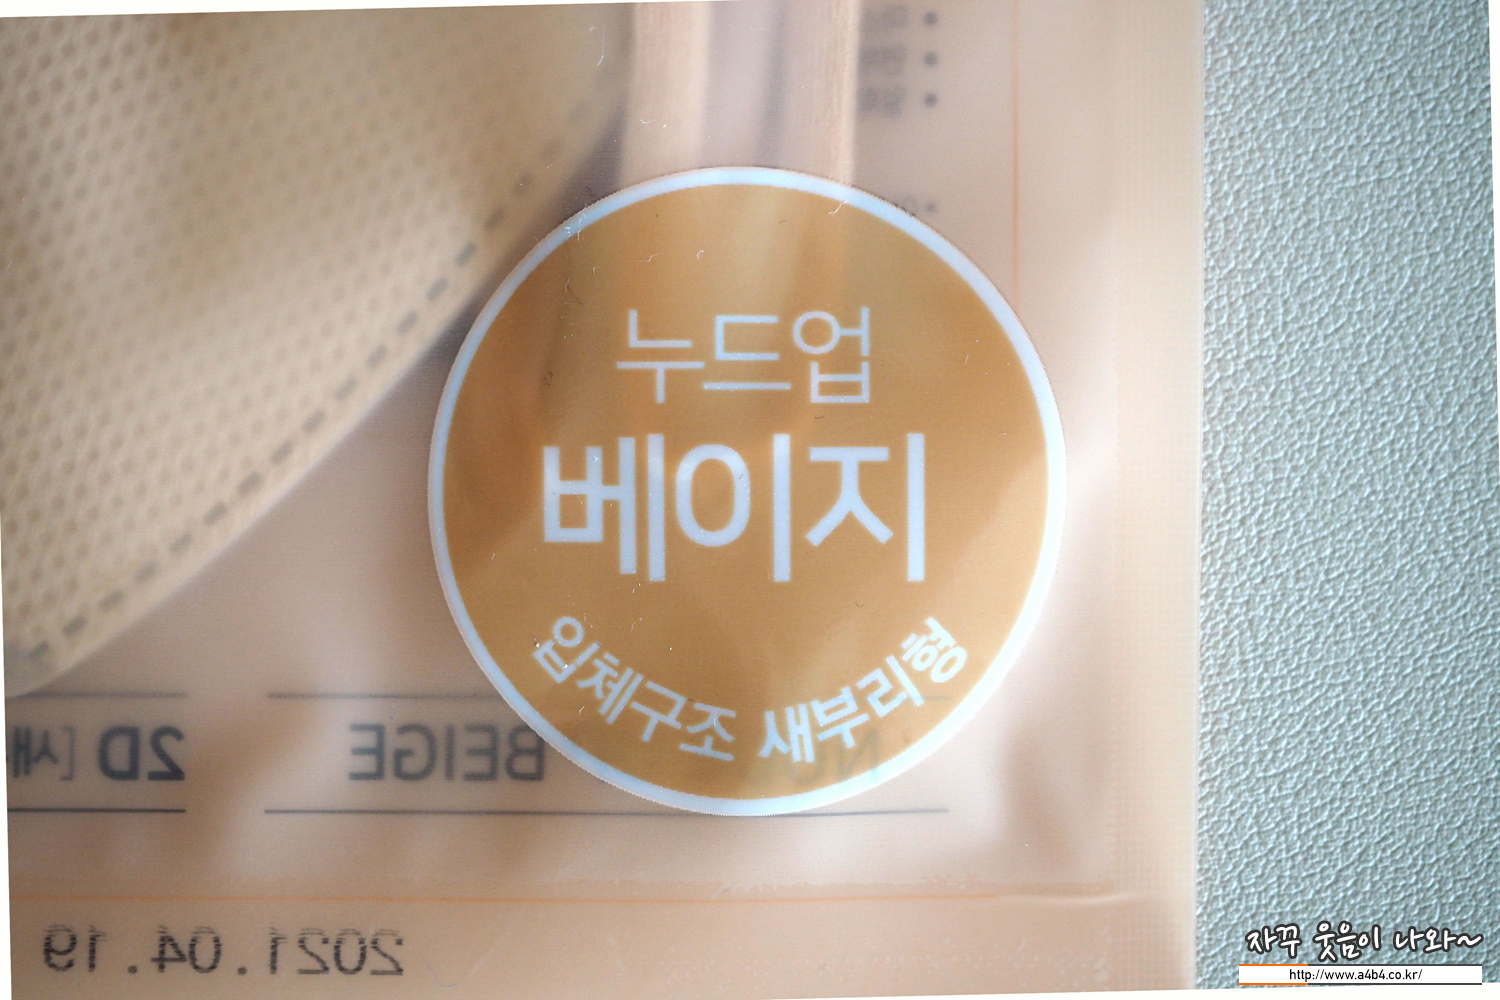 누드업
베이지
입체구조 새부리형
2D [새
BEIGE
2021.04.19
자꾸 웃음이 나와~
http://www.a4b4.co.kr/